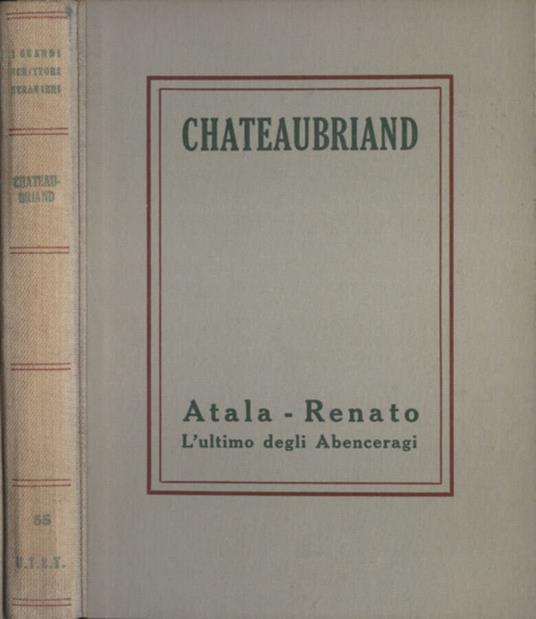 I GRANDI
SCRITTORI
STRANIERI
CHATEAU-
BRIAND
55
U.T.E.T.
CHATEAUBRIAND
Atala - Renato
L'ultimo degli Abenceragi